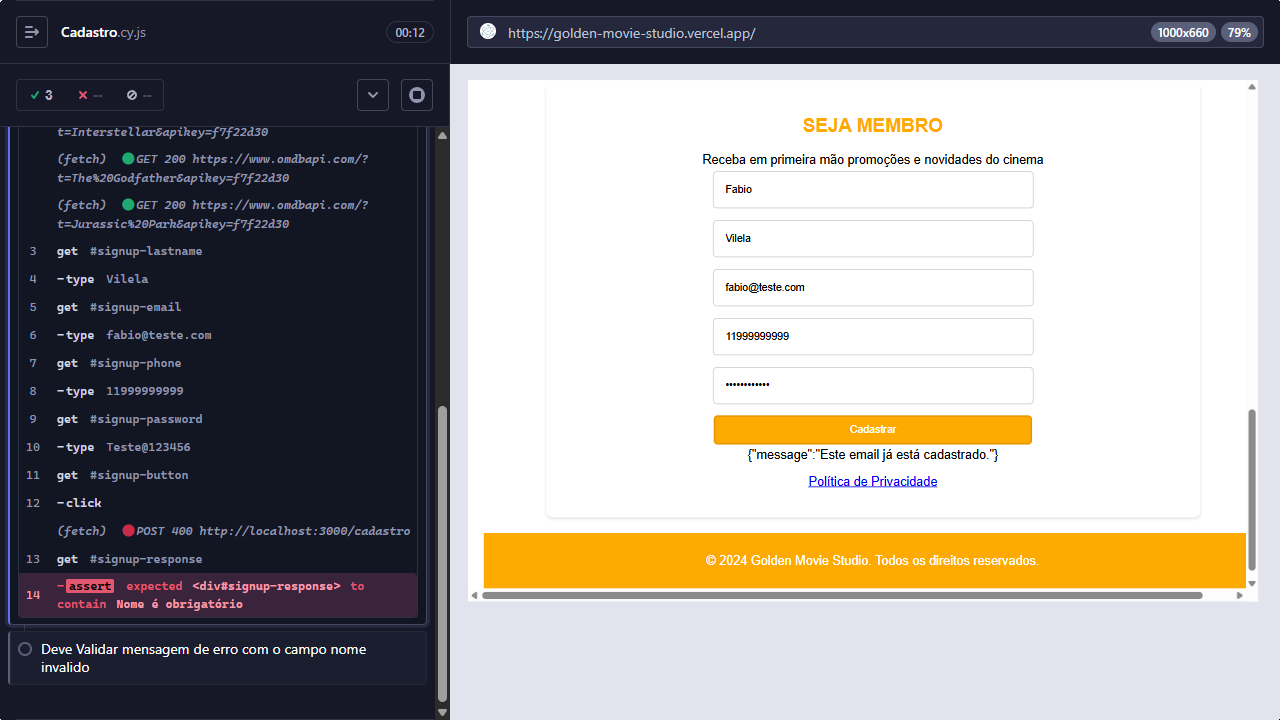 Cadastro.cy.js
00:12
https://golden-movie-studio.vercel.app/
1000x660
79%
3
--
--
t=Interstellar&apikey=f7f22d30
(fetch) GET 200 https://www.omdbapi.com/?
t=The%20Godfather&apikey=f7f22d30
(fetch) GET 200 https://www.omdbapi.com/?
t=Jurassic%20Park&apikey=f7f22d30
3 get #signup-lastname
4 -type Vilela
5 get #signup-email
6 -type fabio@teste.com
7 get #signup-phone
8 -type 11999999999
9 get #signup-password
10 -type Teste@123456
11 get #signup-button
12 -click
(fetch) POST 400 http://localhost:3000/cadastro
13 get #signup-response
14 -assert expected <div#signup-response> to
contain Nome é obrigatório
Deve Validar mensagem de erro com o campo nome
invalido
SEJA MEMBRO
Receba em primeira mão promoções e novidades do cinema
Fabio
Vilela
fabio@teste.com
11999999999
••••••••••••
Cadastrar
{"message":"Este email já está cadastrado."}
Política de Privacidade
© 2024 Golden Movie Studio. Todos os direitos reservados.